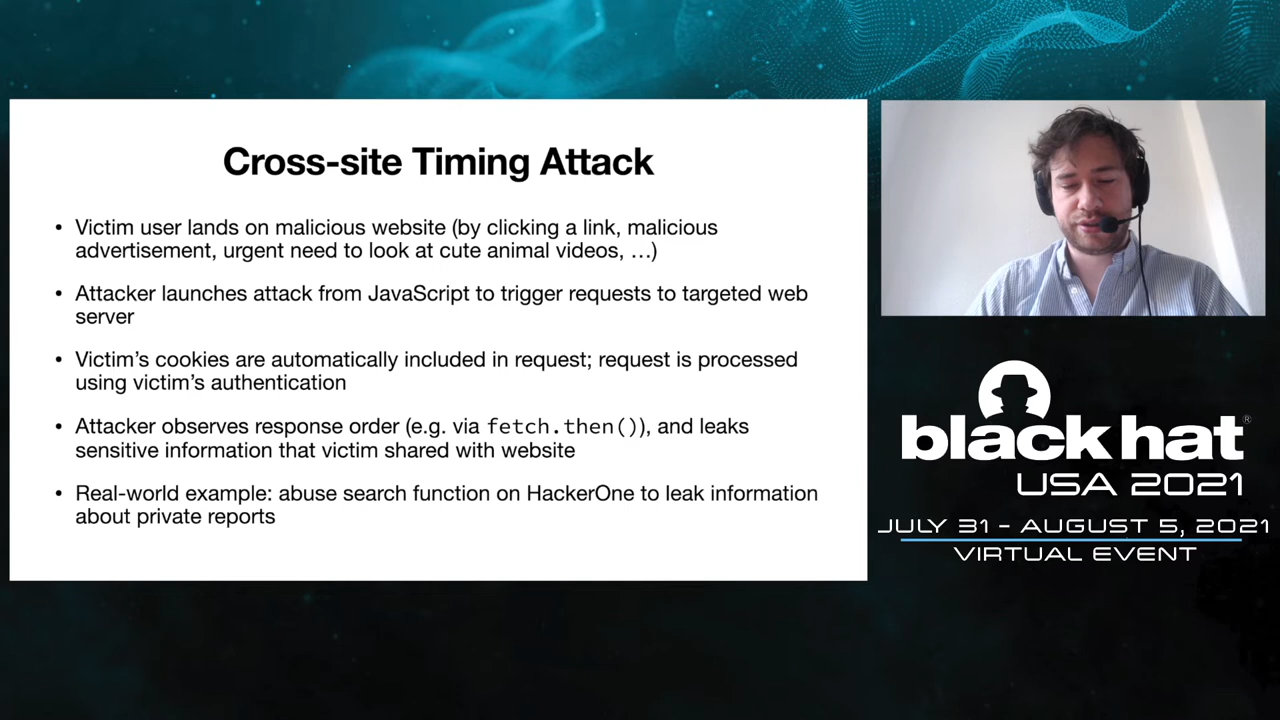 Cross-site Timing Attack
• Victim user lands on malicious website (by clicking a link, malicious
advertisement, urgent need to look at cute animal videos, …)
• Attacker launches attack from JavaScript to trigger requests to targeted web
server
• Victim’s cookies are automatically included in request; request is processed
using victim’s authentication
• Attacker observes response order (e.g. via fetch.then()), and leaks
sensitive information that victim shared with website
• Real-world example: abuse search function on HackerOne to leak information
about private reports
black hat®
USA 2021
JULY 31 – AUGUST 5, 2021
VIRTUAL EVENT